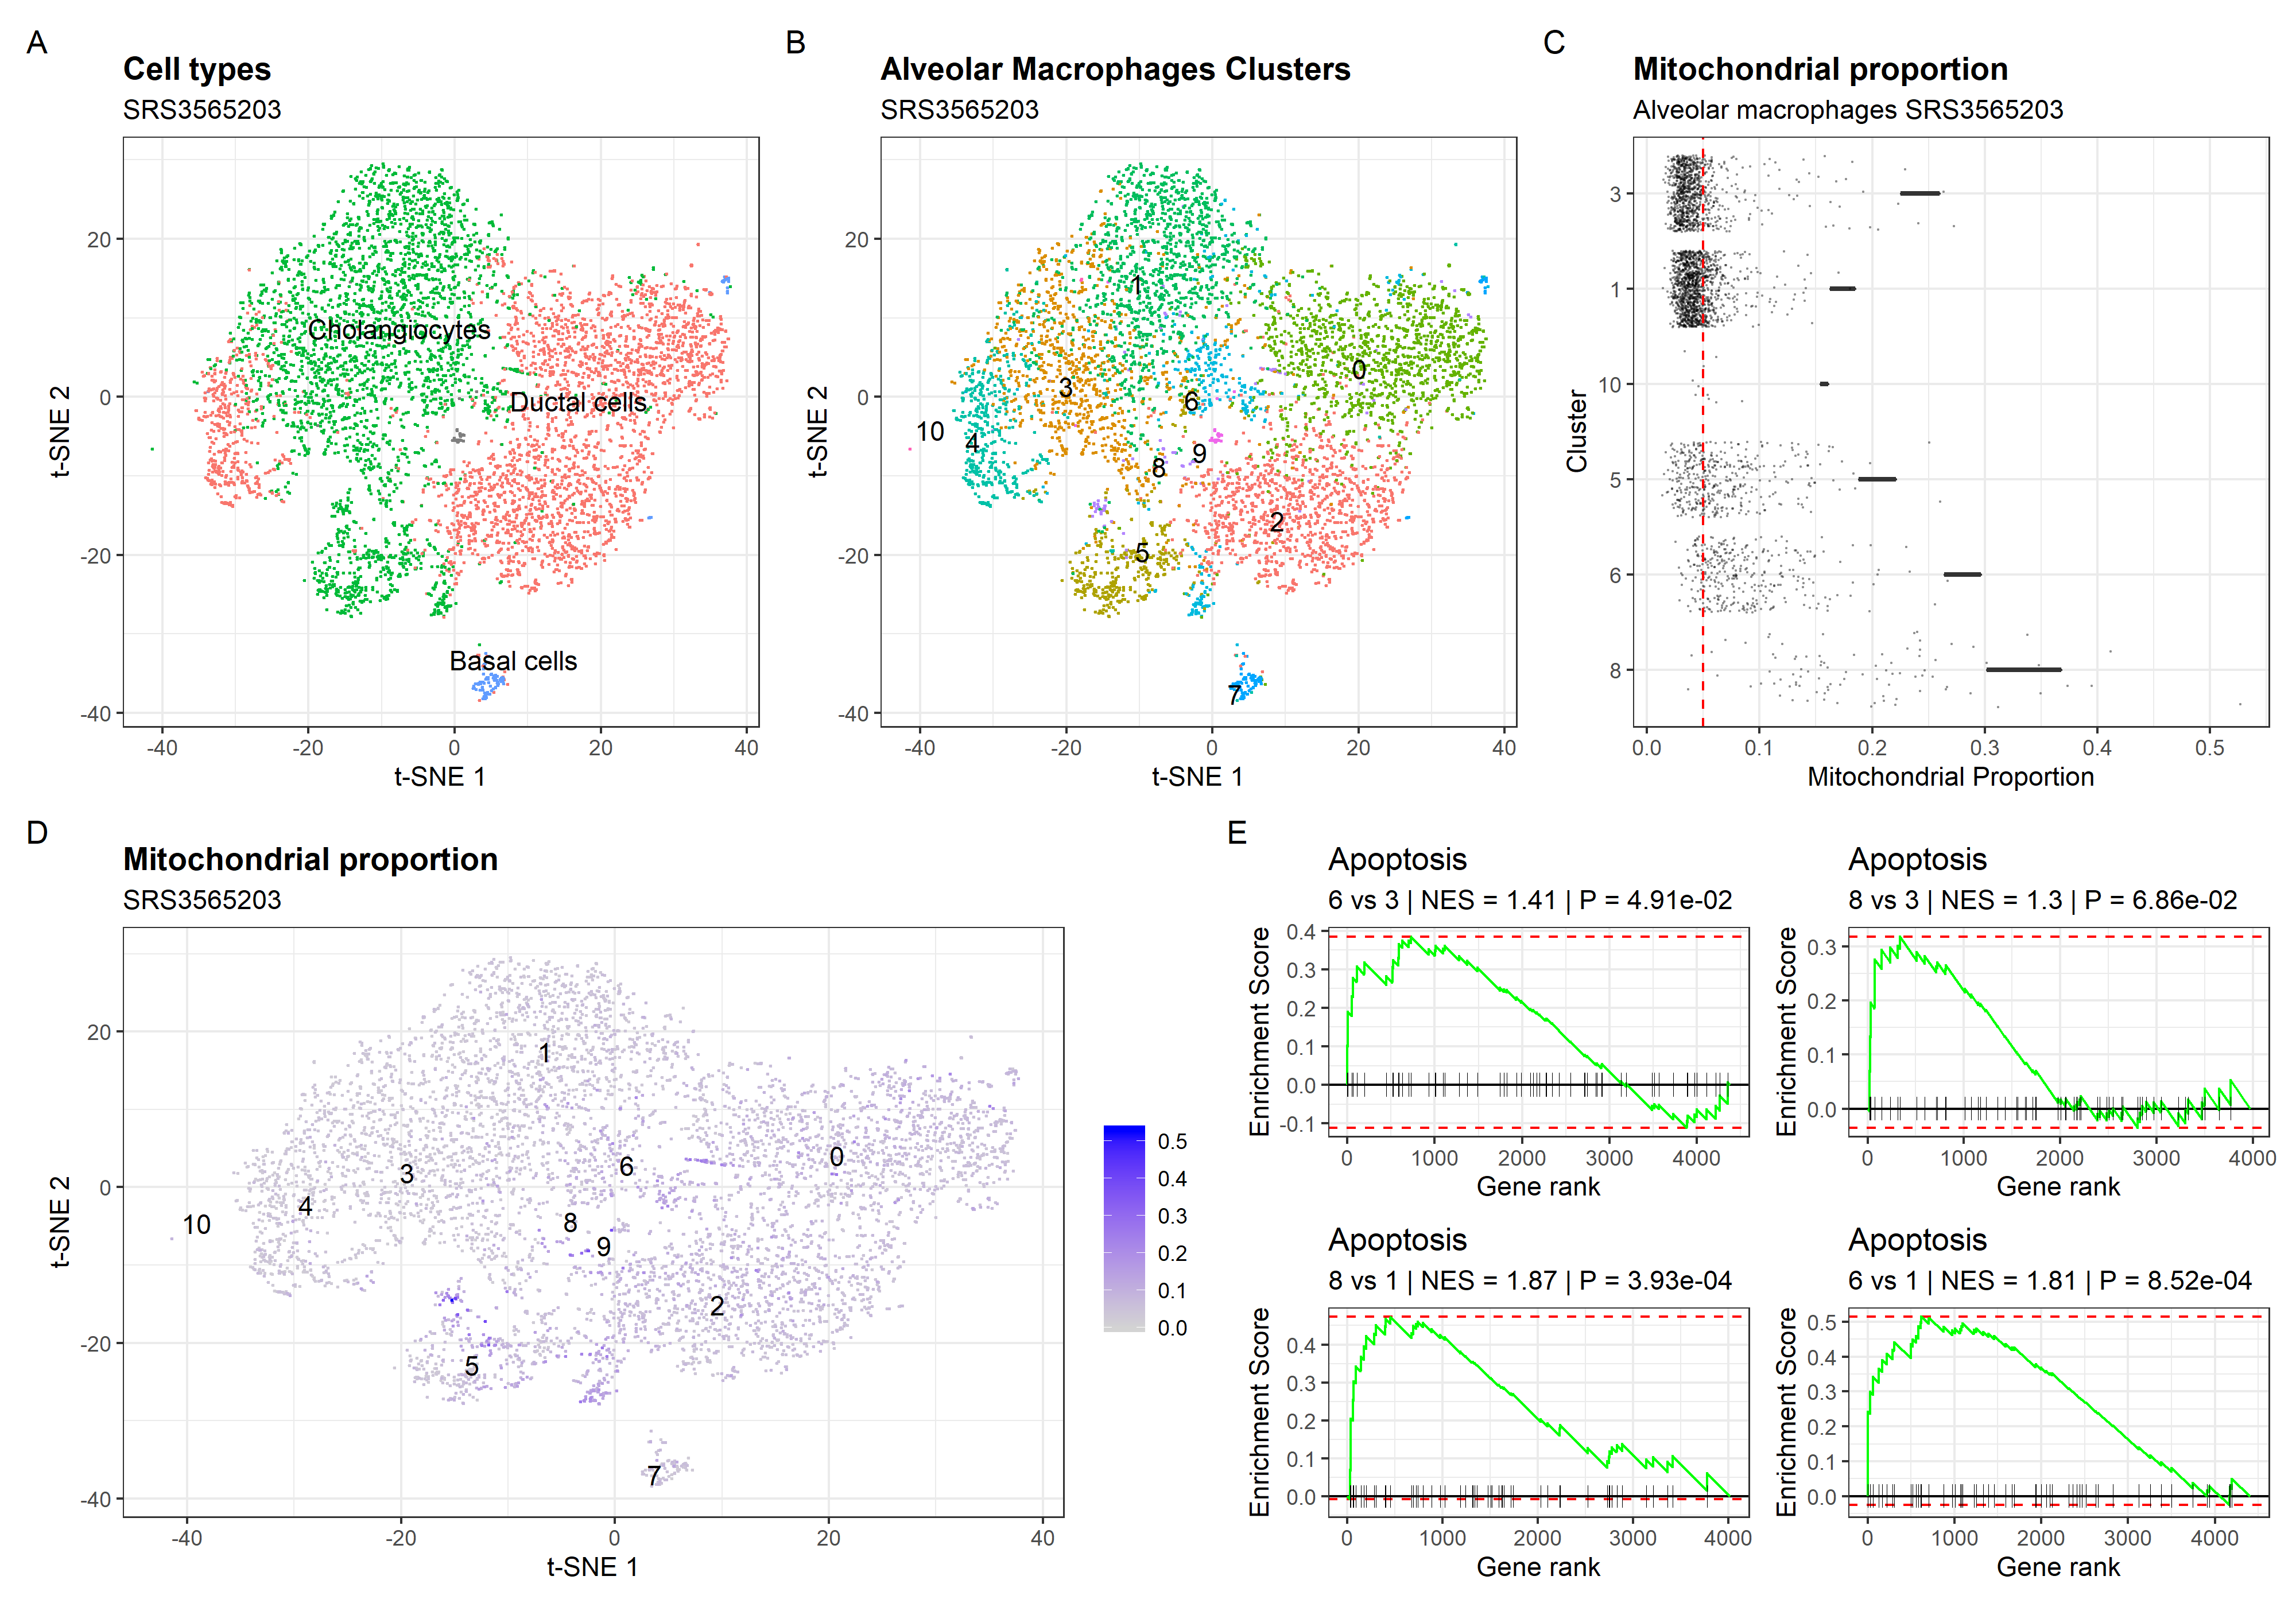 A
Cell types
SRS3565203
20
0
-20
-40
-40
-20
0
20
40
t-SNE 1
t-SNE 2
Cholangiocytes
Ductal cells
Basal cells
B
Alveolar Macrophages Clusters
SRS3565203
20
0
-20
-40
-40
-20
0
20
40
t-SNE 1
t-SNE 2
1
0
3
6
10
4
9
8
2
5
7
C
Mitochondrial proportion
Alveolar macrophages SRS3565203
3
1
10
5
6
8
Cluster
0.0
0.1
0.2
0.3
0.4
0.5
Mitochondrial Proportion
D
Mitochondrial proportion
SRS3565203
20
0
-20
-40
-40
-20
0
20
40
t-SNE 1
t-SNE 2
1
0
3
6
4
10
8
9
2
5
7
0.5
0.4
0.3
0.2
0.1
0.0
E
Apoptosis
6 vs 3 | NES = 1.41 | P = 4.91e-02
0.4
0.3
0.2
0.1
0.0
-0.1
Enrichment Score
0
1000
2000
3000
4000
Gene rank
Apoptosis
8 vs 3 | NES = 1.3 | P = 6.86e-02
0.3
0.2
0.1
0.0
Enrichment Score
0
1000
2000
3000
4000
Gene rank
Apoptosis
8 vs 1 | NES = 1.87 | P = 3.93e-04
0.4
0.3
0.2
0.1
0.0
Enrichment Score
0
1000
2000
3000
4000
Gene rank
Apoptosis
6 vs 1 | NES = 1.81 | P = 8.52e-04
0.5
0.4
0.3
0.2
0.1
0.0
Enrichment Score
0
1000
2000
3000
4000
Gene rank